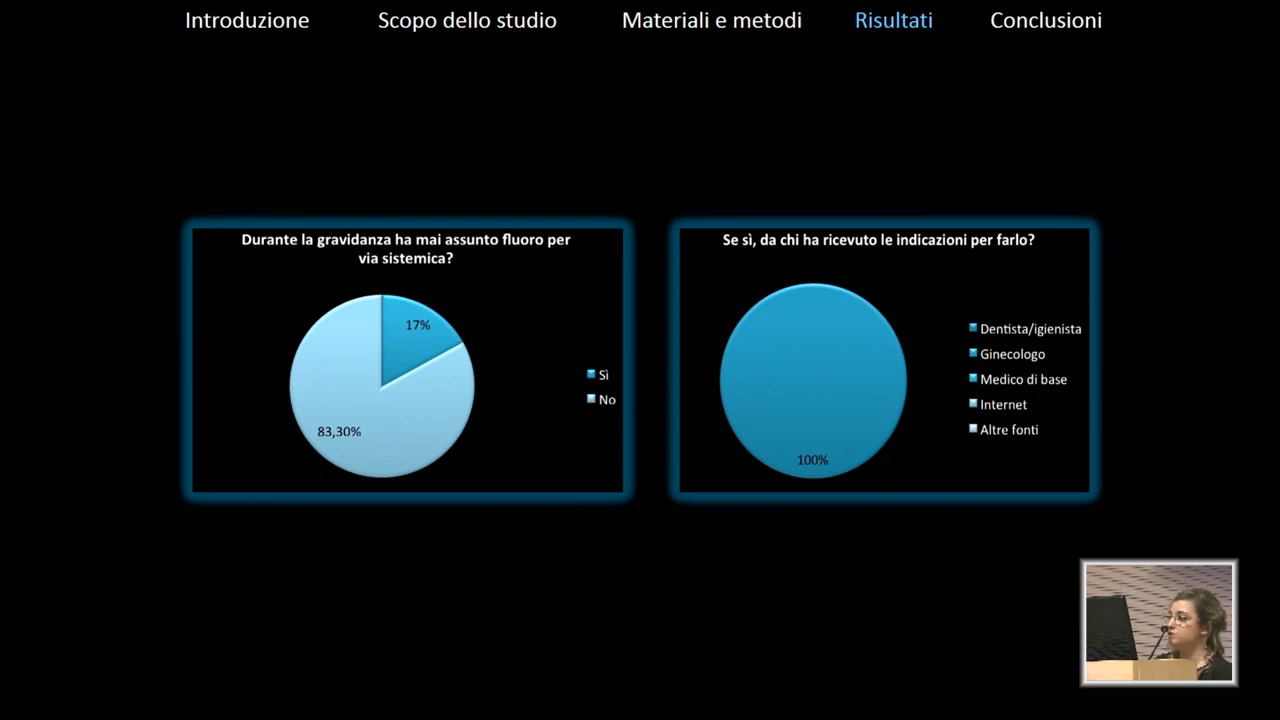 Introduzione Scopo dello studio Materiali e metodi Risultati Conclusioni
Durante la gravidanza ha mai assunto fluoro per
via sistemica?
17%
83,30%
Sì
No
Se sì, da chi ha ricevuto le indicazioni per farlo?
100%
Dentista/igienista
Ginecologo
Medico di base
Internet
Altre fonti